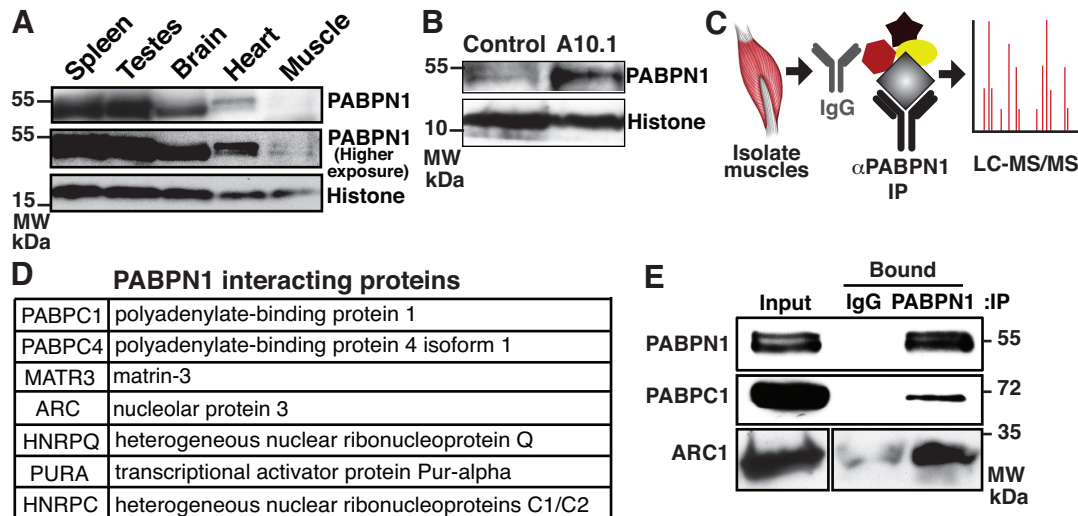 A
Spleen
Testes
Brain
Heart
Muscle
55
PABPN1
55
PABPN1
(Higher
exposure)
15
Histone
MW
kDa
B
Control A10.1
55
PABPN1
10
Histone
MW
kDa
C
Isolate
muscles
IgG
αPABPN1
IP
LC-MS/MS
D
PABPN1 interacting proteins
PABPC1 polyadenylate-binding protein 1
PABPC4 polyadenylate-binding protein 4 isoform 1
MATR3 matrin-3
ARC nucleolar protein 3
HNRPQ heterogeneous nuclear ribonucleoprotein Q
PURA transcriptional activator protein Pur-alpha
HNRPC heterogeneous nuclear ribonucleoproteins C1/C2
E
Bound
Input IgG PABPN1 :IP
PABPN1 55
PABPC1 72
ARC1 35
MW
kDa